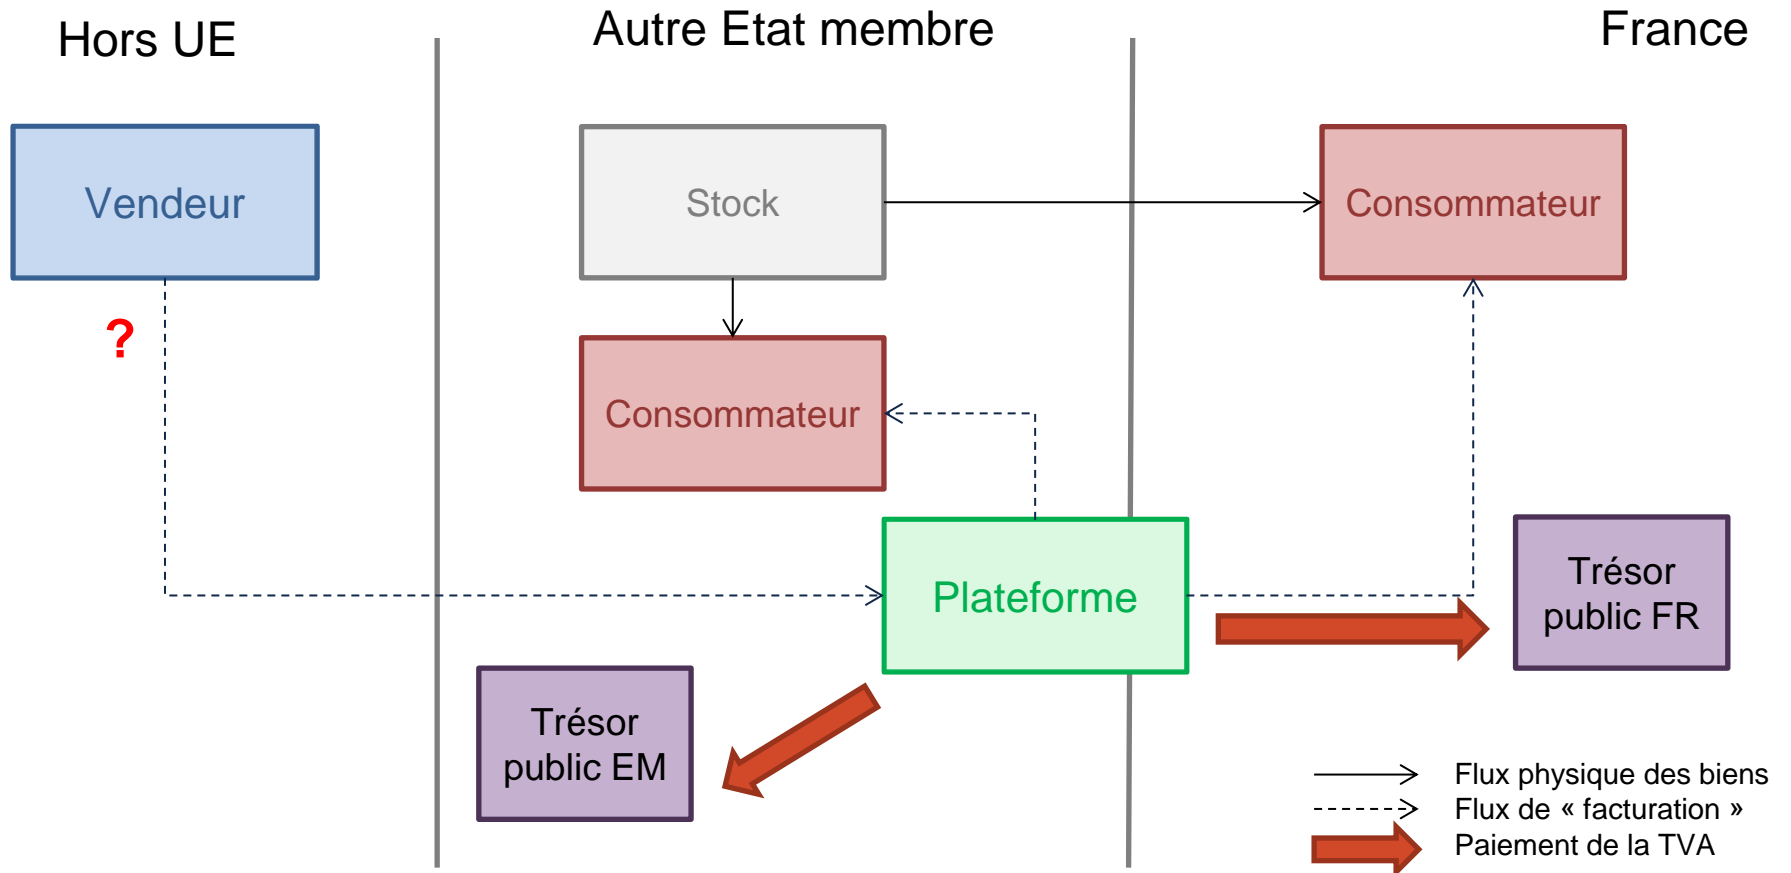 Hors UE
Autre Etat membre
France
Vendeur
Stock
Consommateur
?
Consommateur
Plateforme
Trésor
public FR
Trésor
public EM
Flux physique des biens
Flux de « facturation »
Paiement de la TVA